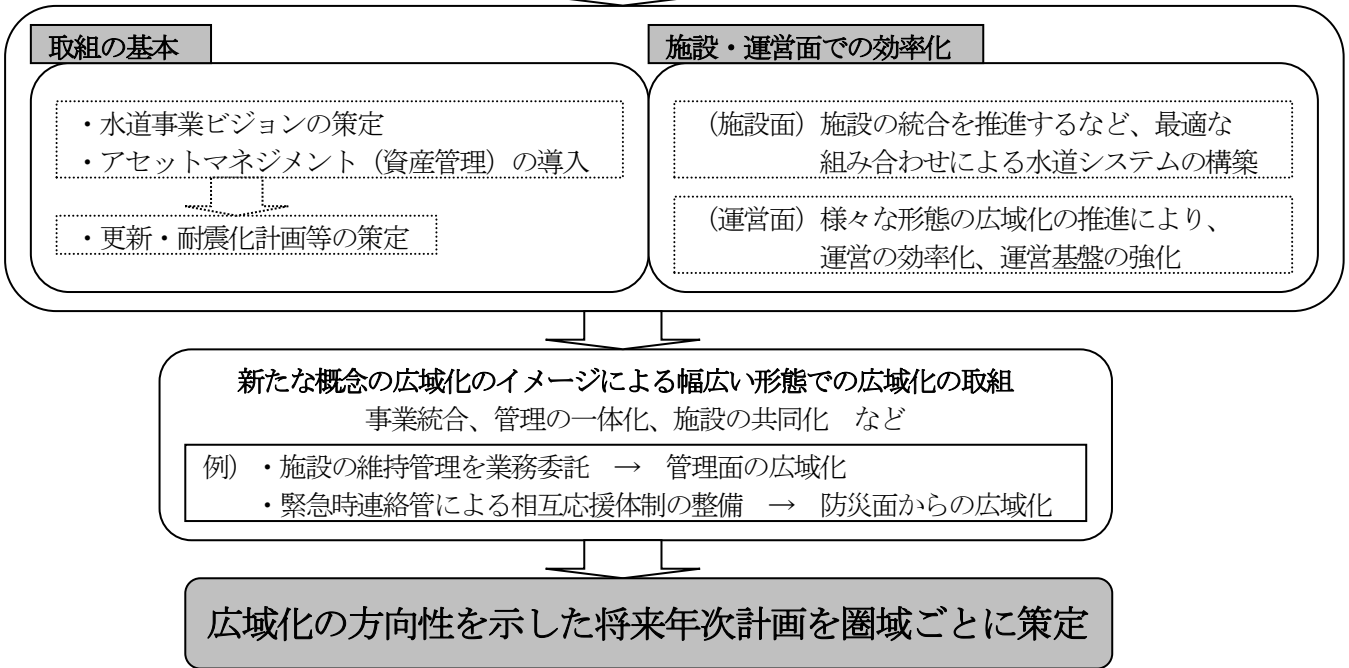 取組の基本
・水道事業ビジョンの策定
・アセットマネジメント（資産管理）の導入
・更新・耐震化計画等の策定
施設・運営面での効率化
（施設面）施設の統合を推進するなど、最適な
組み合わせによる水道システムの構築
（運営面）様々な形態の広域化の推進により、
運営の効率化、運営基盤の強化
新たな概念の広域化のイメージによる幅広い形態での広域化の取組
事業統合、管理の一体化、施設の共同化　など
例）・施設の維持管理を業務委託　→　管理面の広域化
・緊急時連絡管による相互応援体制の整備　→　防災面からの広域化
広域化の方向性を示した将来年次計画を圏域ごとに策定